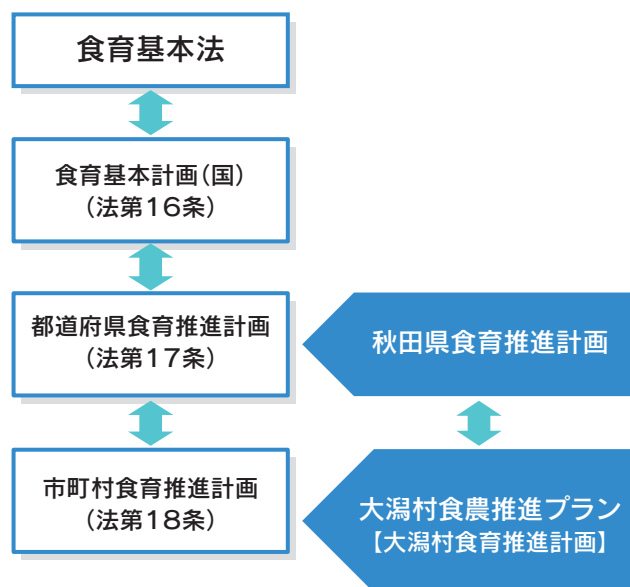 食育基本法
食育基本計画（国）
（法第16条）
都道府県食育推進計画
（法第17条）
秋田県食育推進計画
市町村食育推進計画
（法第18条）
大潟村食農推進プラン
【大潟村食育推進計画】